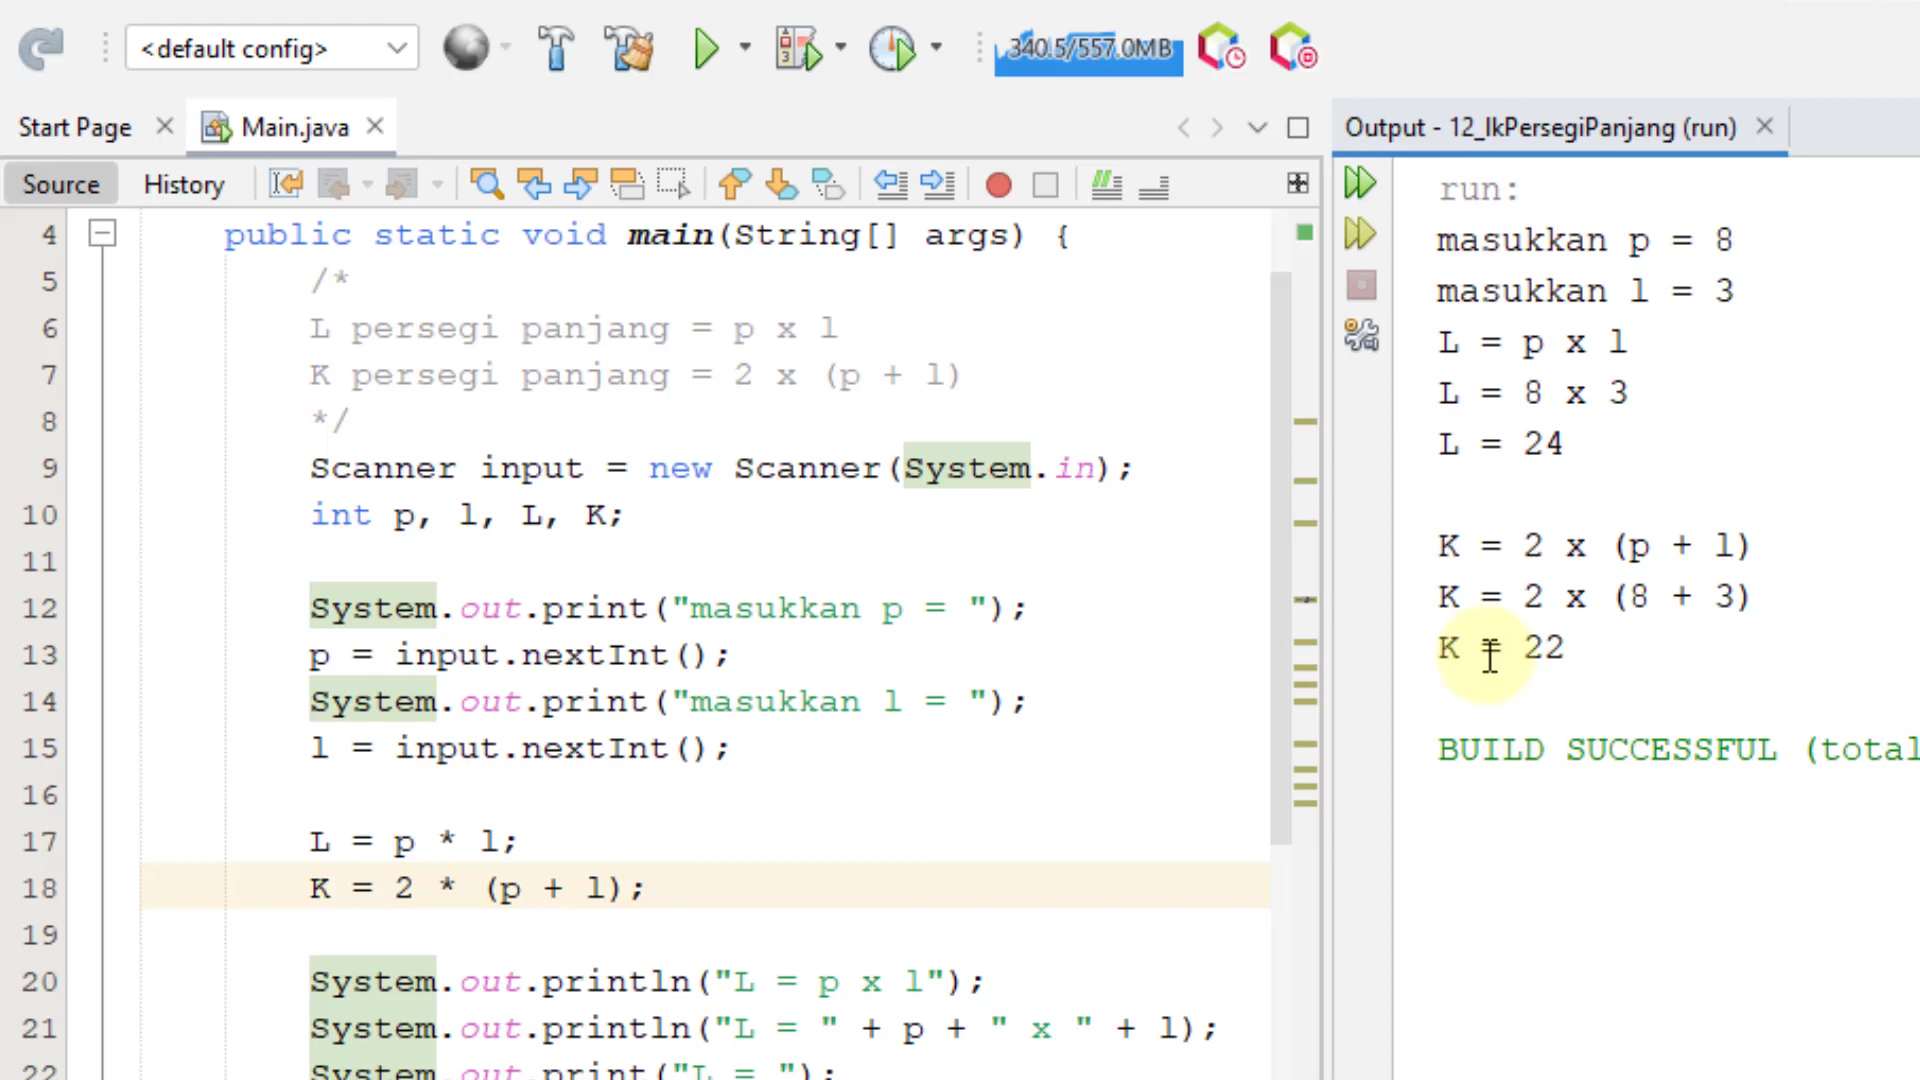 <default config>
340.5/557.0MB
Start Page
Main.java
Output - 12_lkPersegiPanjang (run)
Source
History
4 public static void main(String[] args) {
5 /*
6 L persegi panjang = p x l
7 K persegi panjang = 2 x (p + l)
8 */
9 Scanner input = new Scanner(System.in);
10 int p, l, L, K;
11
12 System.out.print("masukkan p = ");
13 p = input.nextInt();
14 System.out.print("masukkan l = ");
15 l = input.nextInt();
16
17 L = p * l;
18 K = 2 * (p + l);
19
20 System.out.println("L = p x l");
21 System.out.println("L = " + p + " x " + l);
22 System.out.print("L = ");
run:
masukkan p = 8
masukkan l = 3
L = p x l
L = 8 x 3
L = 24
K = 2 x (p + l)
K = 2 x (8 + 3)
K = 22
BUILD SUCCESSFUL (total